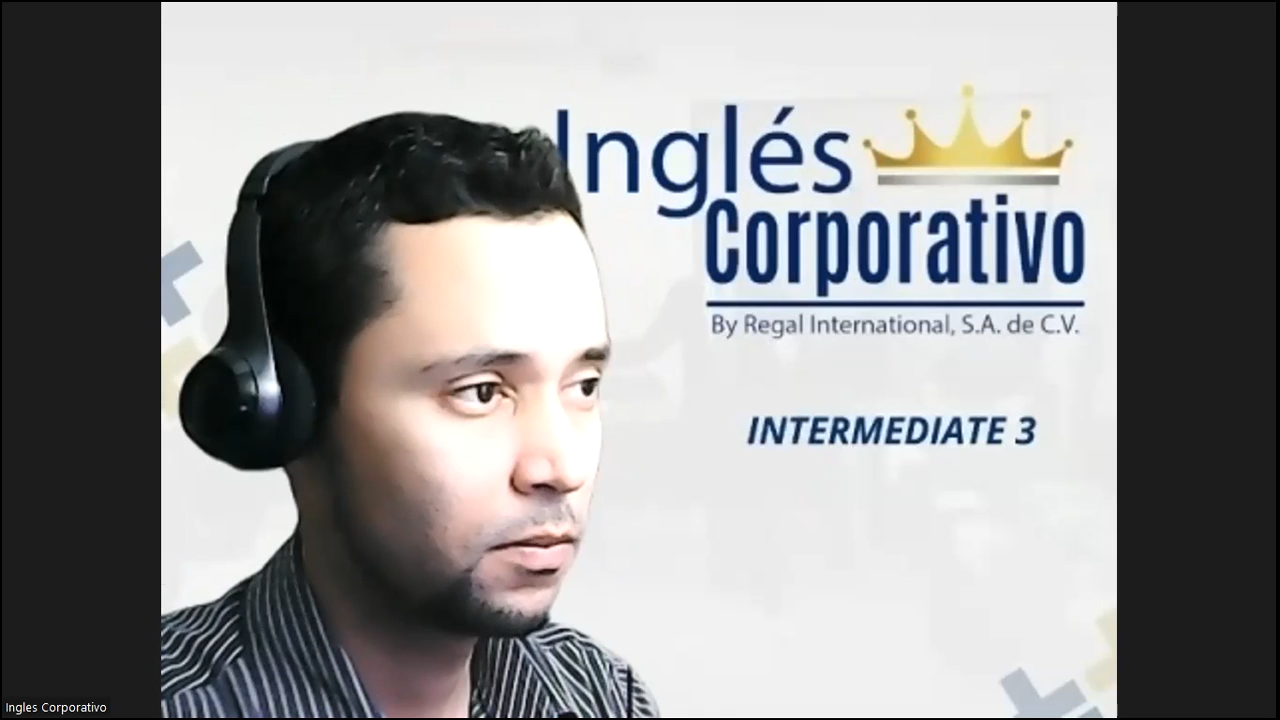 Inglés
Corporativo
By Regal International, S.A. de C.V.
INTERMEDIATE 3
Ingles Corporativo